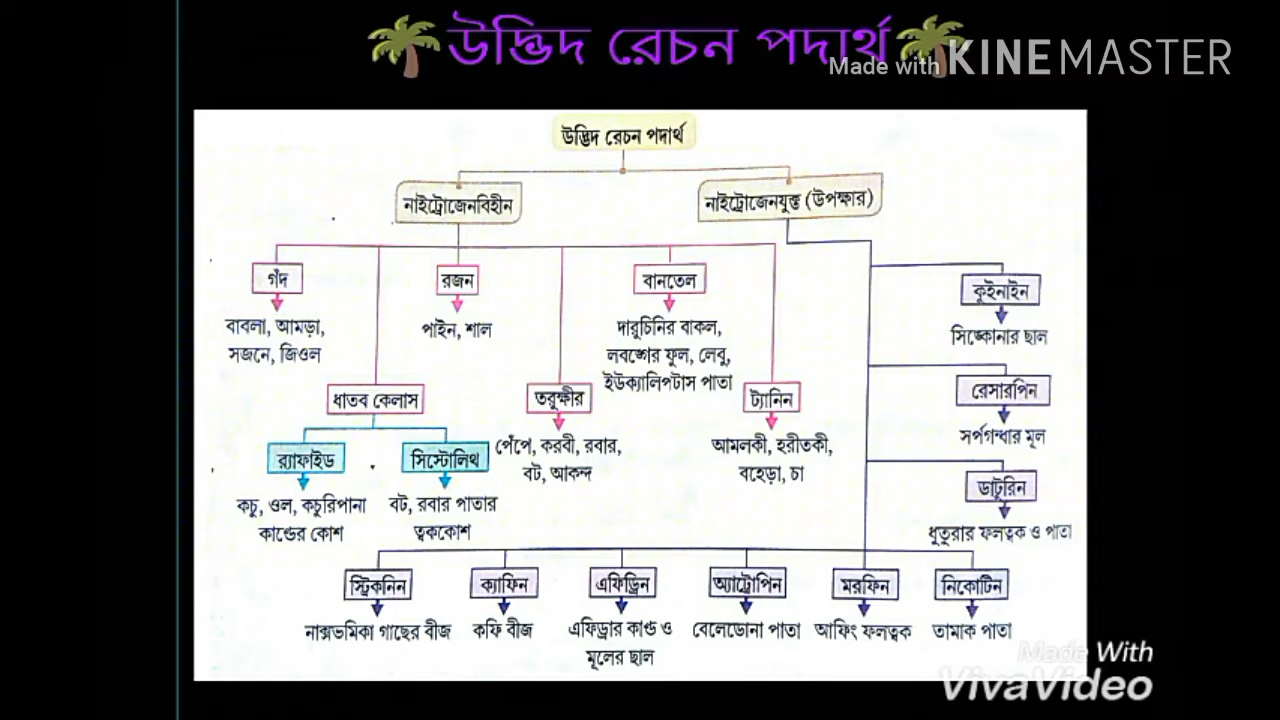 উদ্ভিদ রেচন পদার্থ
Made with KINEMASTER
উদ্ভিদ রেচন পদার্থ
নাইট্রোজেনবিহীন
নাইট্রোজেনযুক্ত (উপক্ষার)
গঁদ
বাবলা, আমড়া,
সজনে, জিওল
রজন
পাইন, শাল
বানতেল
দারুচিনির বাকল,
লবঙ্গের ফুল, লেবু,
ইউক্যালিপটাস পাতা
কুইনাইন
সিঙ্কোনার ছাল
ধাতব কেলাস
তরুক্ষীর
পেঁপে, করবী, রবার,
বট, আকন্দ
ট্যানিন
আমলকী, হরীতকী,
বহেড়া, চা
রেসারপিন
সর্পগন্ধার মূল
র‍্যাফাইড
কচু, ওল, কচুরিপানা
কাণ্ডের কোশ
সিস্টোলিথ
বট, রবার পাতার
ত্বককোশ
ডাটুরিন
ধুতুরার ফলত্বক ও পাতা
স্ট্রিকনিন
নাক্সভমিকা গাছের বীজ
ক্যাফিন
কফি বীজ
এফিড্রিন
এফিড্রার কাণ্ড ও
মূলের ছাল
অ্যাট্রোপিন
বেলেডোনা পাতা
মরফিন
আফিং ফলত্বক
নিকোটিন
তামাক পাতা
Made With
VivaVideo